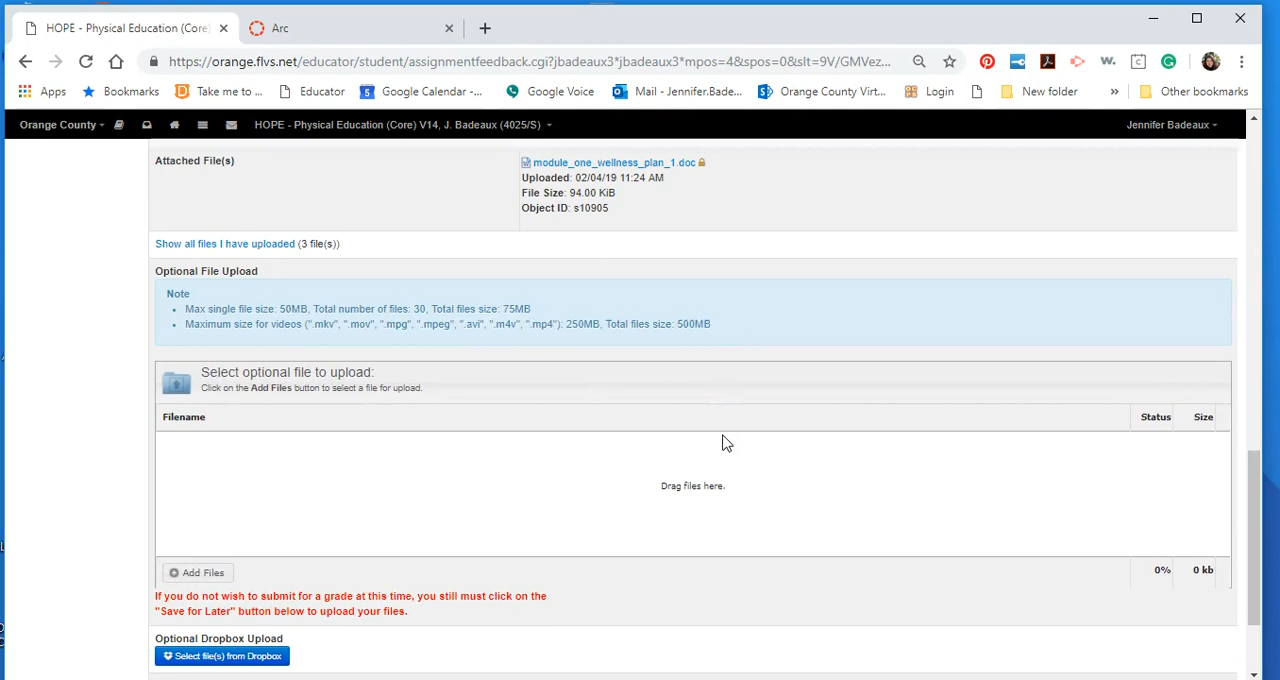 HOPE - Physical Education (Core)
Arc
https://orange.flvs.net/educator/student/assignmentfeedback.cgi?jbadeaux3*jbadeaux3*mpos=4&spos=0&slt=9V/GMVez...
Apps
Bookmarks
Take me to ...
Educator
Google Calendar -...
Google Voice
Mail - Jennifer.Bade...
Orange County Virt...
Login
New folder
»
Other bookmarks
Orange County
HOPE - Physical Education (Core) V14, J. Badeaux (4025/S)
Jennifer Badeaux
Attached File(s)
module_one_wellness_plan_1.doc
Uploaded: 02/04/19 11:24 AM
File Size: 94.00 KiB
Object ID: s10905
Show all files I have uploaded (3 file(s))
Optional File Upload
Note
• Max single file size: 50MB, Total number of files: 30, Total files size: 75MB
• Maximum size for videos (".mkv", ".mov", ".mpg", ".mpeg", ".avi", ".m4v", ".mp4"): 250MB, Total files size: 500MB
Select optional file to upload:
Click on the Add Files button to select a file for upload.
Filename
Status
Size
Drag files here.
Add Files
0%
0 kb
If you do not wish to submit for a grade at this time, you still must click on the
"Save for Later" button below to upload your files.
Optional Dropbox Upload
Select file(s) from Dropbox